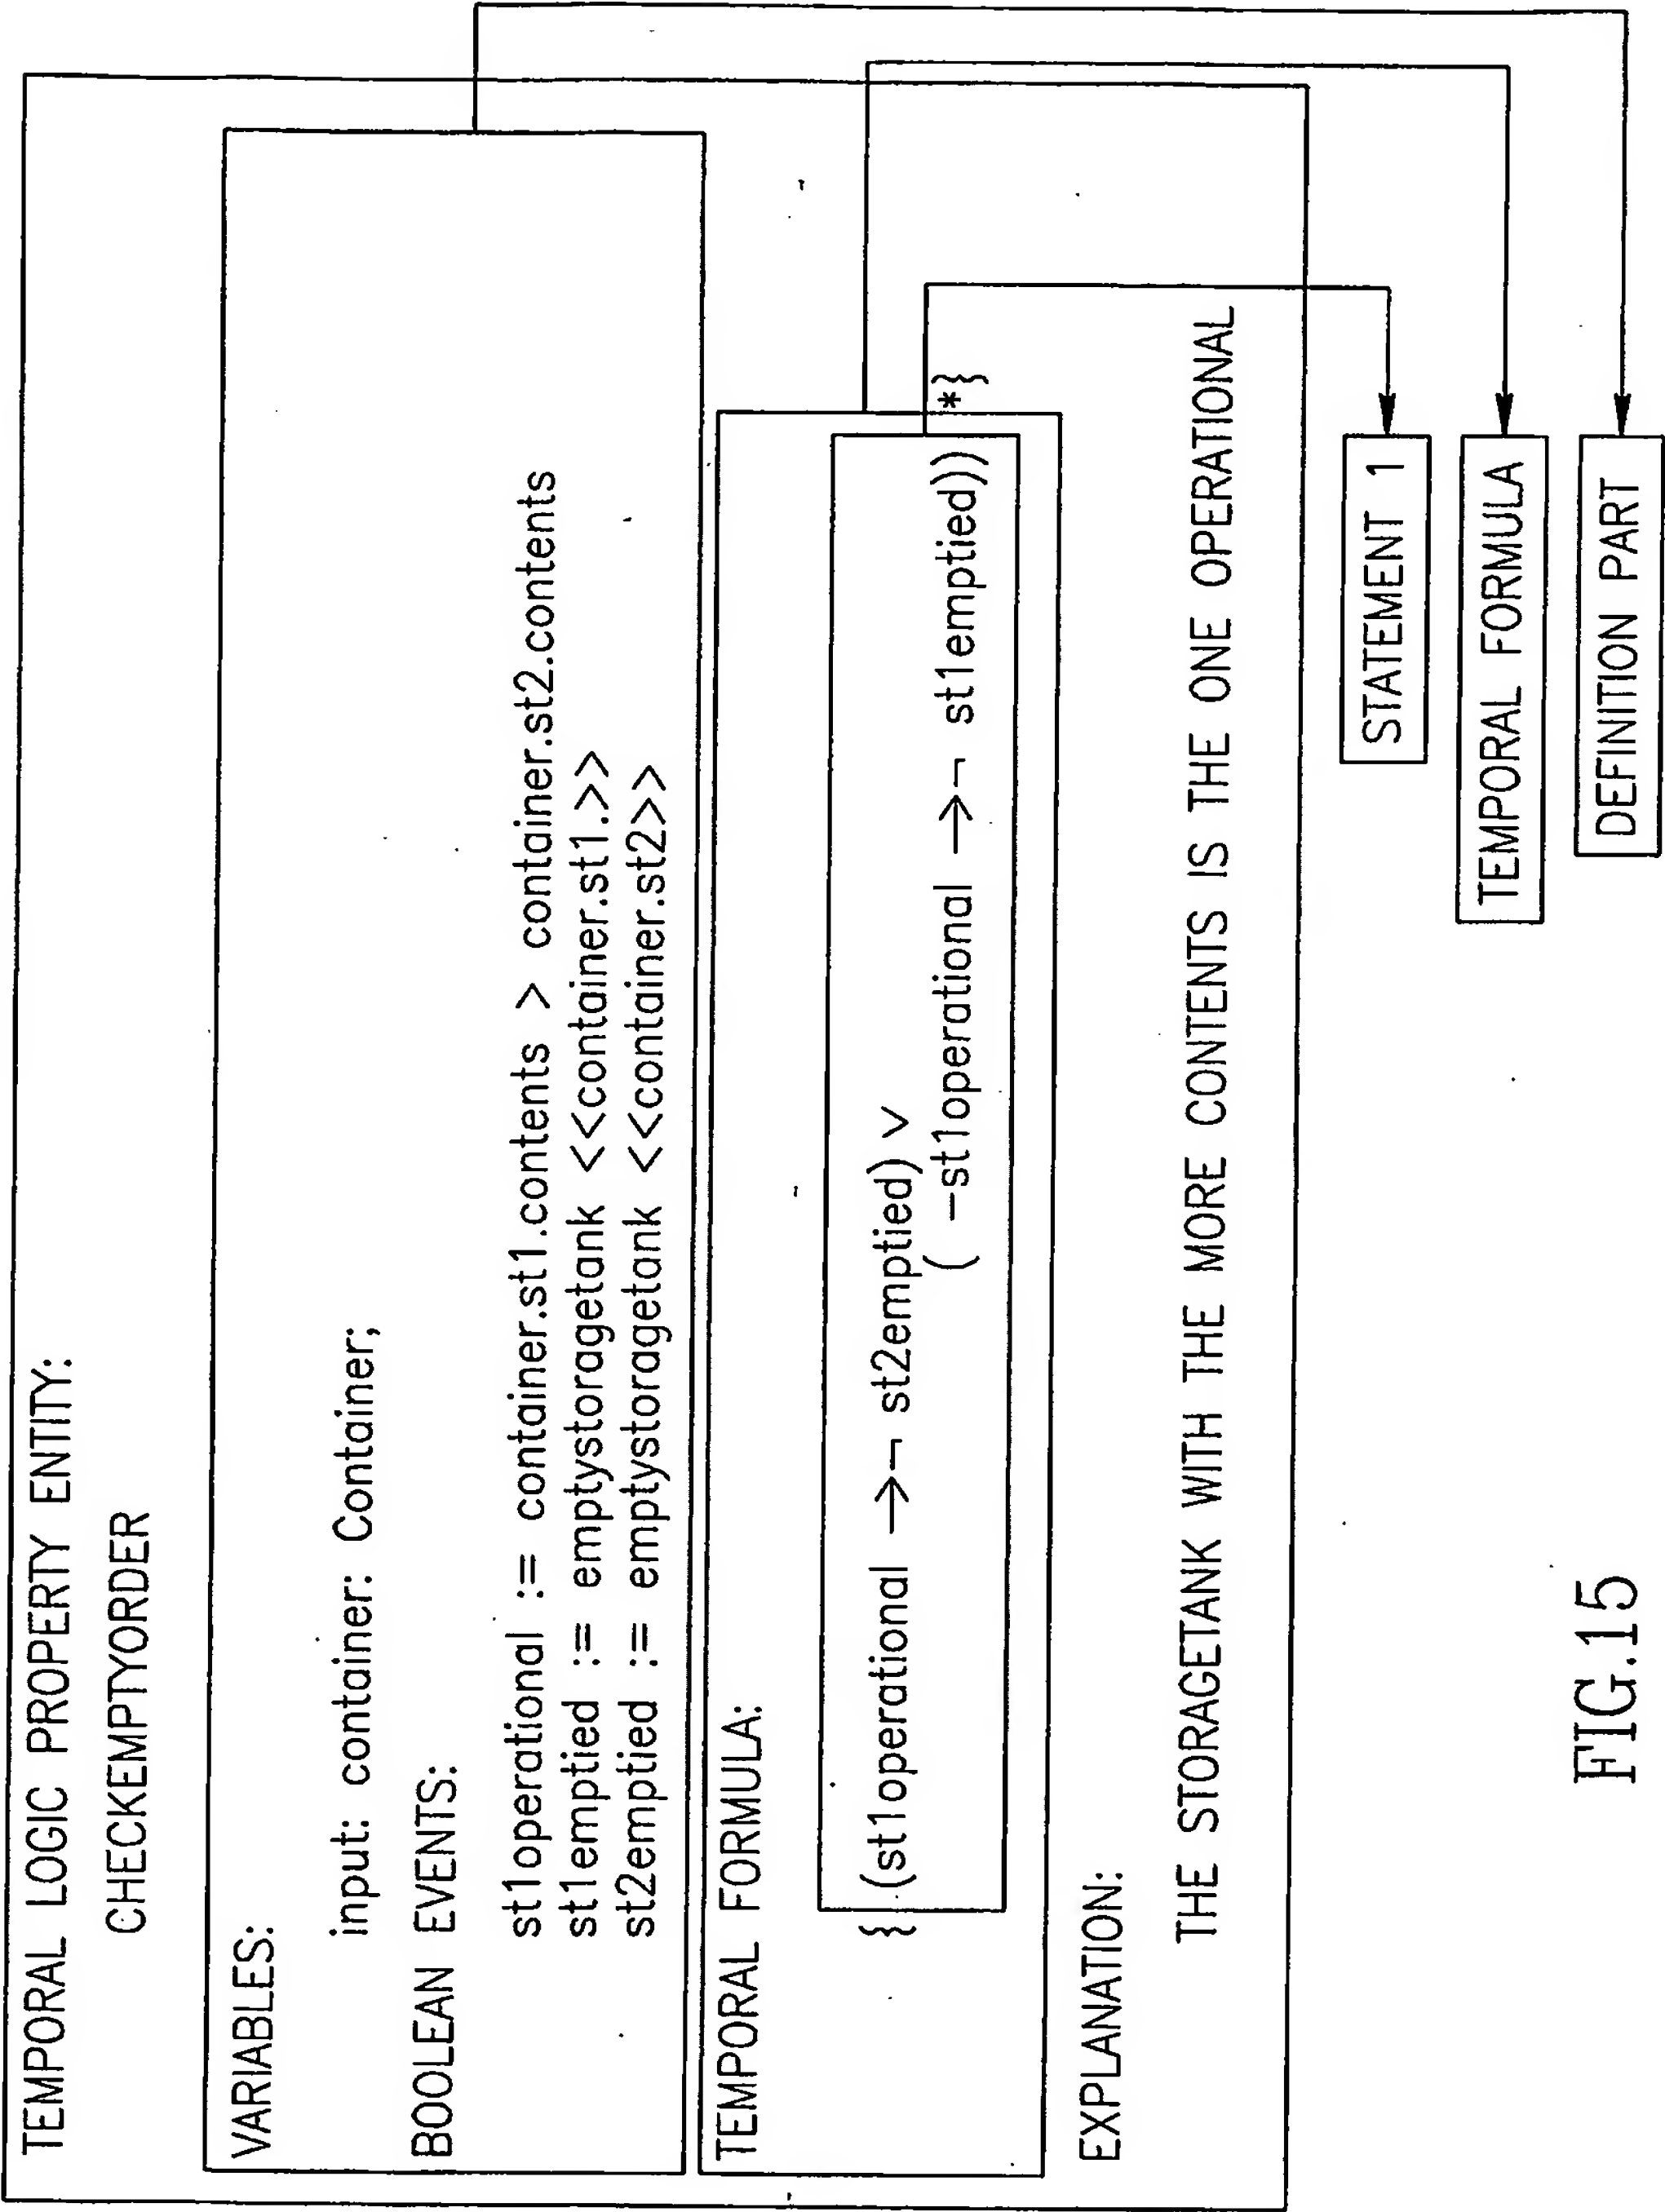 TEMPORAL LOGIC PROPERTY ENTITY:
CHECKEMPTYORDER
VARIABLES:
input: container: Container;
BOOLEAN EVENTS:
st1operational := container.st1.contents > container.st2.contents
st1emptied := emptystoragetank <<container.st1.>>
st2emptied := emptystoragetank <<container.st2>>
TEMPORAL FORMULA:
{ (st1operational →¬ st2emptied) ∨
( –st1operational →¬ st1emptied)) *}
EXPLANATION:
THE STORAGETANK WITH THE MORE CONTENTS IS THE ONE OPERATIONAL
STATEMENT 1
TEMPORAL FORMULA
DEFINITION PART
FIG.15